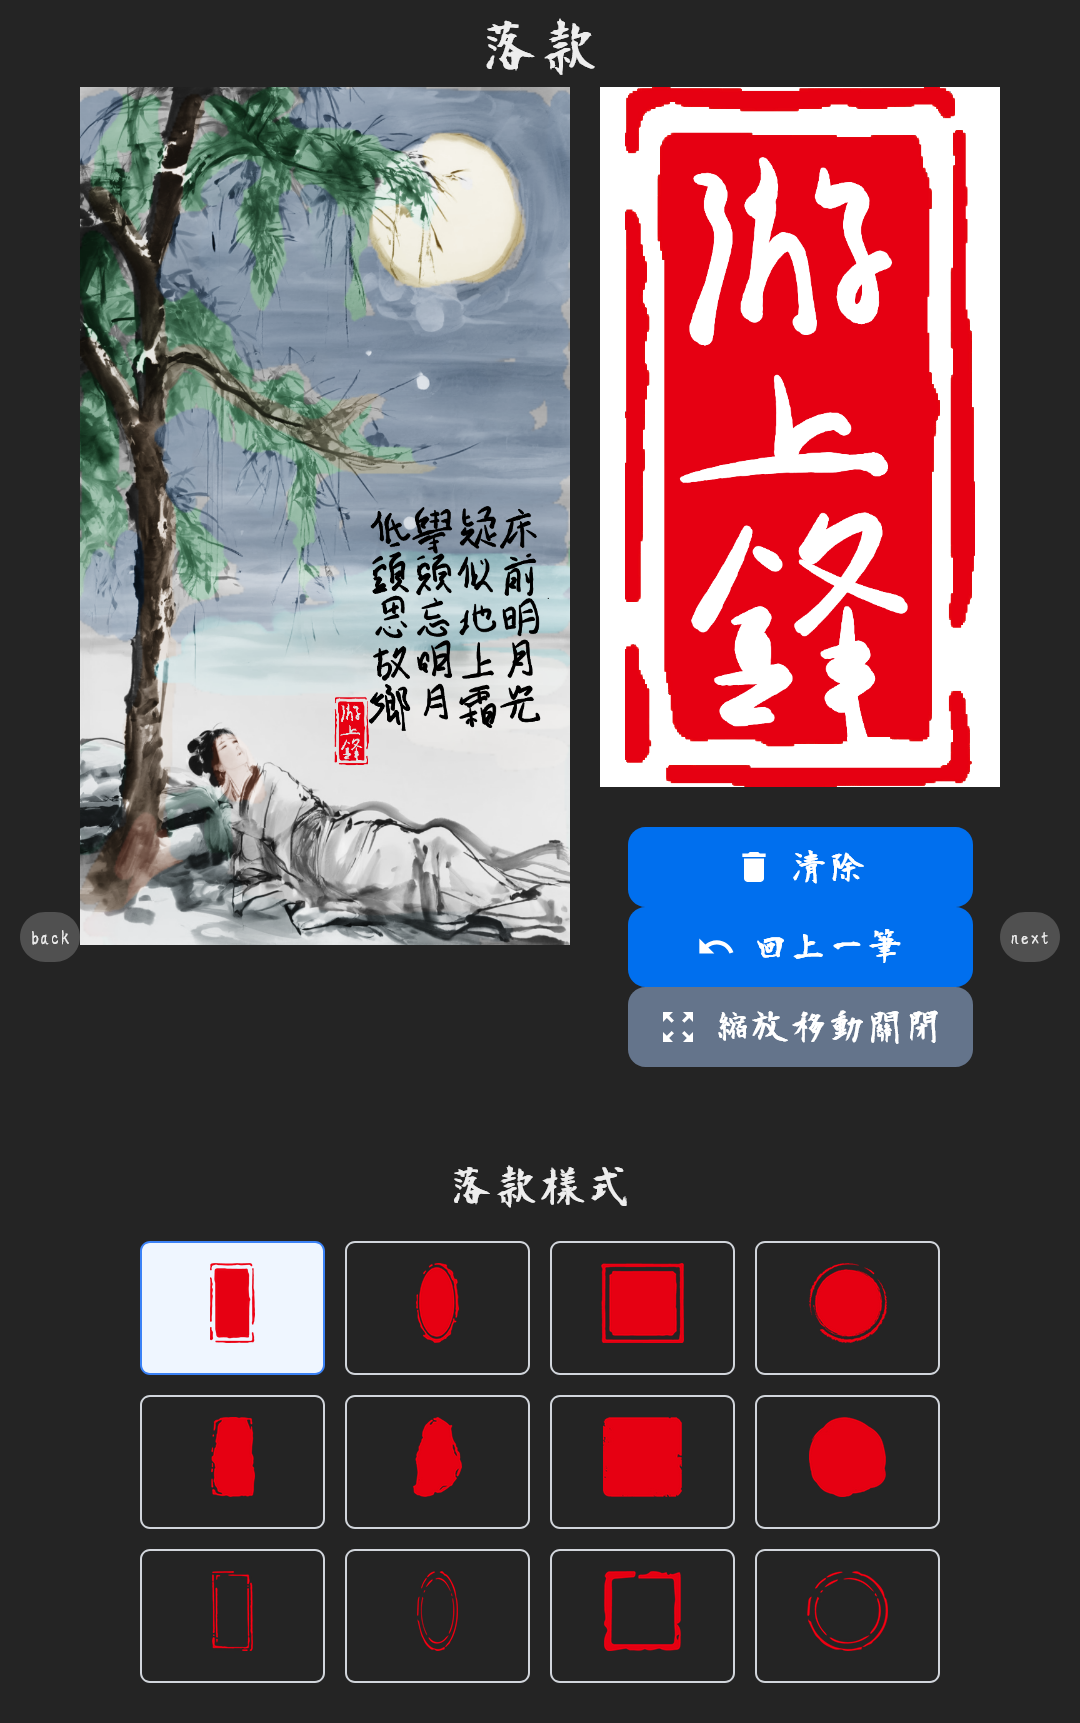 落款
床前明月光
疑似地上霜
舉頭忘明月
低頭思故鄉
游上鋒
游上鋒
清除
回上一筆
縮放移動關閉
back
next
落款樣式